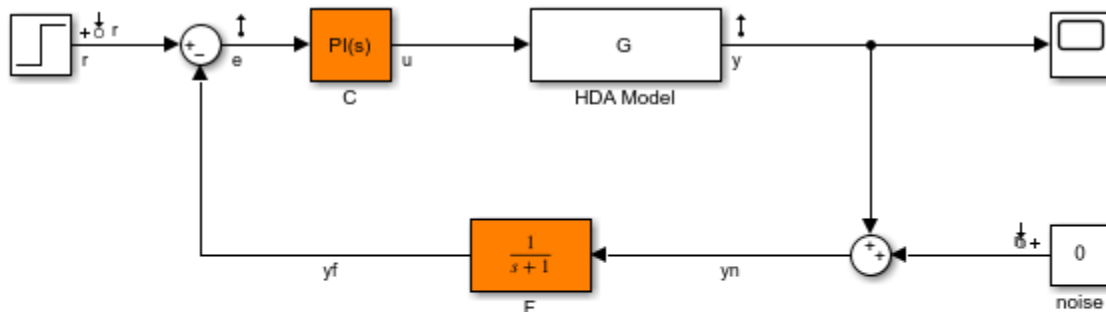 + r
r
+
−
e
PI(s)
C
u
G
HDA Model
y
+
+
+
0
noise
yn
1
s + 1
yf